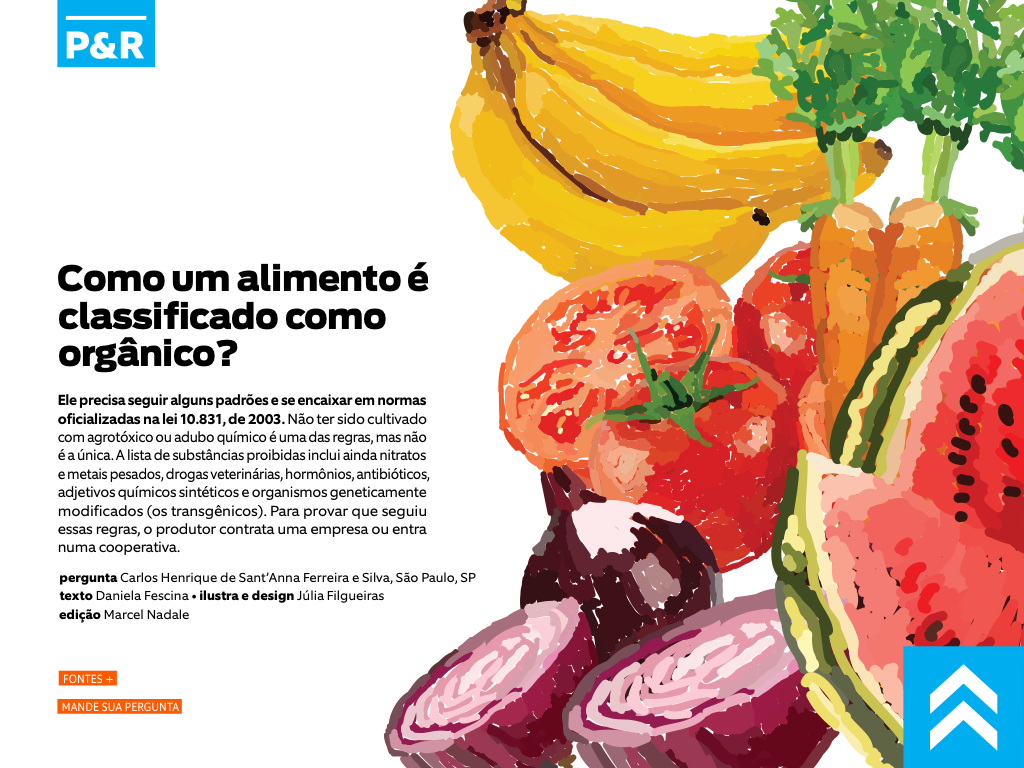 P&R
Como um alimento é
classificado como
orgânico?
Ele precisa seguir alguns padrões e se encaixar em normas
oficializadas na lei 10.831, de 2003. Não ter sido cultivado
com agrotóxico ou adubo químico é uma das regras, mas não
é a única. A lista de substâncias proibidas inclui ainda nitratos
e metais pesados, drogas veterinárias, hormônios, antibióticos,
adjetivos químicos sintéticos e organismos geneticamente
modificados (os transgênicos). Para provar que seguiu
essas regras, o produtor contrata uma empresa ou entra
numa cooperativa.
pergunta Carlos Henrique de Sant'Anna Ferreira e Silva, São Paulo, SP
texto Daniela Fescina • ilustra e design Júlia Filgueiras
edição Marcel Nadale
FONTES +
MANDE SUA PERGUNTA